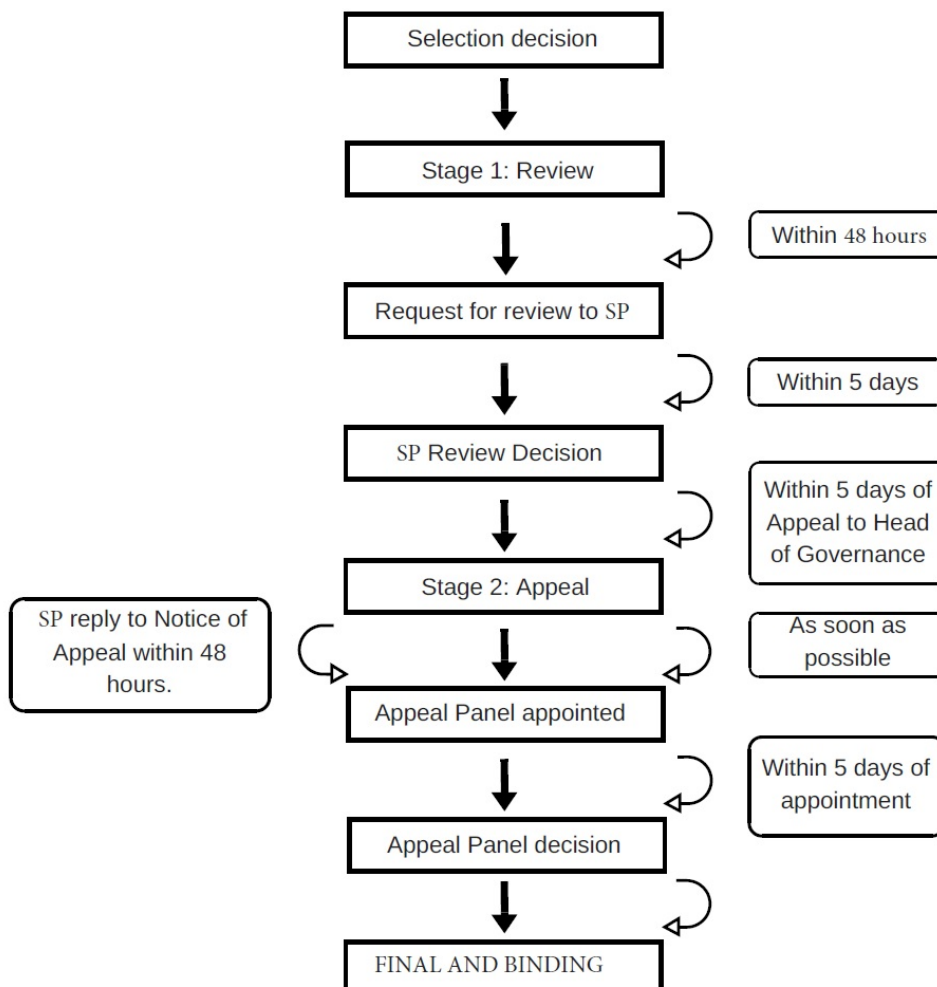 Selection decision
Stage 1: Review
Within 48 hours
Request for review to SP
Within 5 days
SP Review Decision
Within 5 days of
Appeal to Head
of Governance
Stage 2: Appeal
SP reply to Notice of
Appeal within 48
hours.
As soon as
possible
Appeal Panel appointed
Within 5 days of
appointment
Appeal Panel decision
FINAL AND BINDING